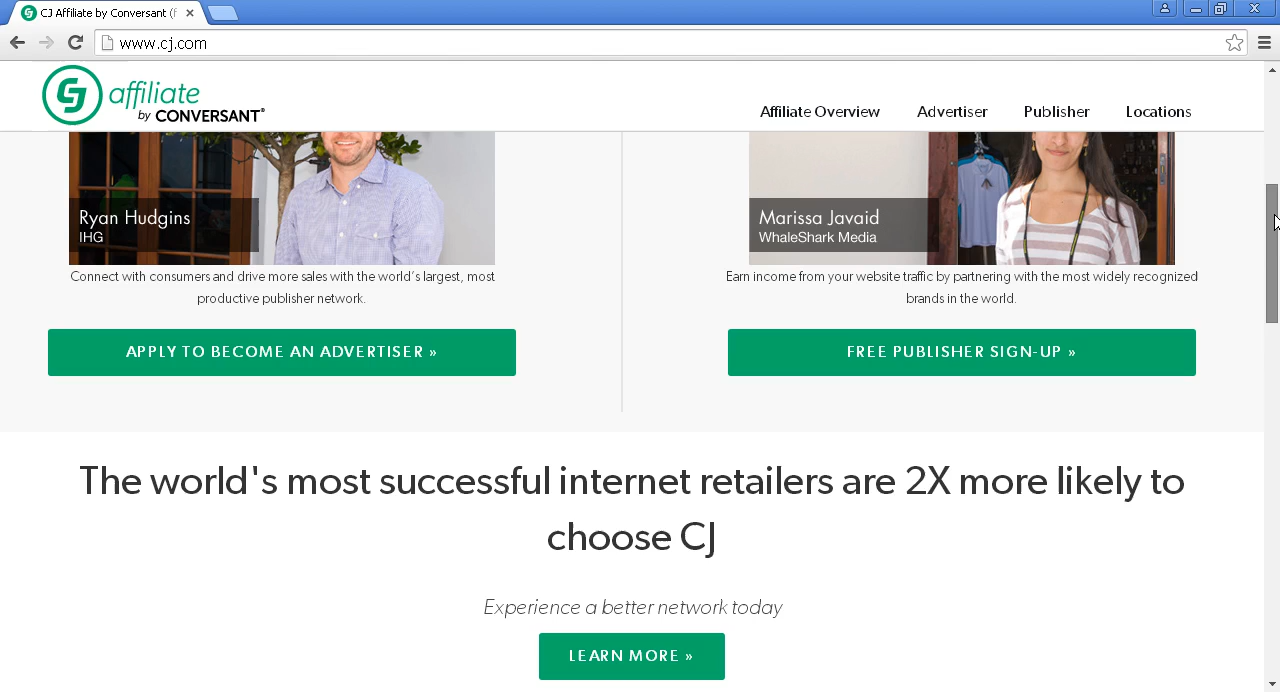 CJ Affiliate by Conversant (f
www.cj.com
CJ affiliate
by CONVERSANT®
Affiliate Overview Advertiser Publisher Locations
Ryan Hudgins
IHG
Marissa Javaid
WhaleShark Media
Connect with consumers and drive more sales with the world's largest, most
productive publisher network.
Earn income from your website traffic by partnering with the most widely recognized
brands in the world.
APPLY TO BECOME AN ADVERTISER »
FREE PUBLISHER SIGN-UP »
The world's most successful internet retailers are 2X more likely to
choose CJ
Experience a better network today
LEARN MORE »